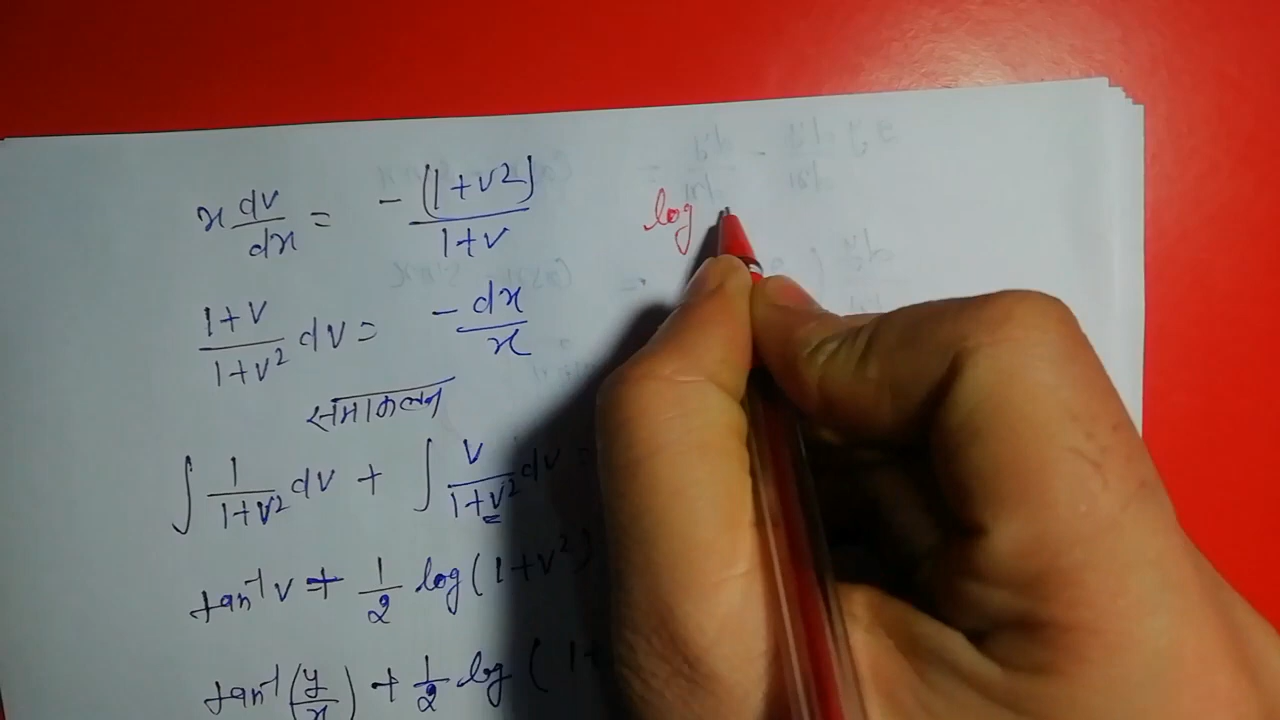 x dv/dx = -(1+v2)/1+v
log
1+v/1+v² dv = -dx/x
समाकलन
∫ 1/1+v² dv + ∫ v/1+v² dv =
tan⁻¹v + 1/2 log(1+v²)
tan⁻¹(y/x) + 1/2 log (1+